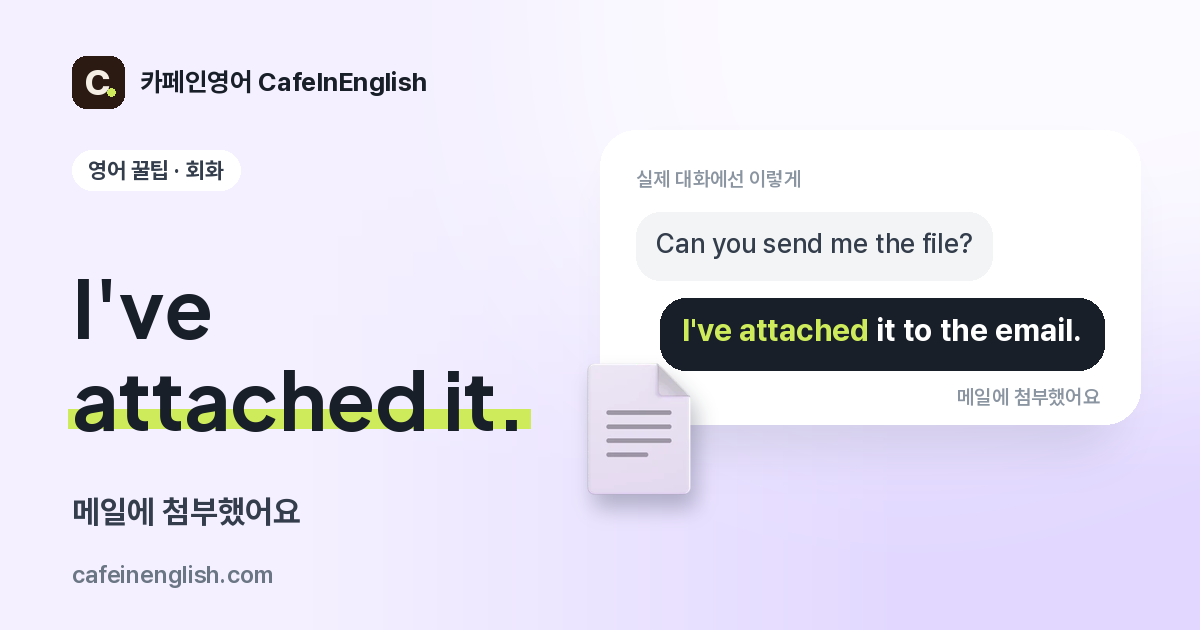 C
카페인영어 CafeInEnglish
영어 꿀팁 · 회화
I've
attached it.
메일에 첨부했어요
cafeinenglish.com
실제 대화에선 이렇게
Can you send me the file?
I've attached it to the email.
메일에 첨부했어요